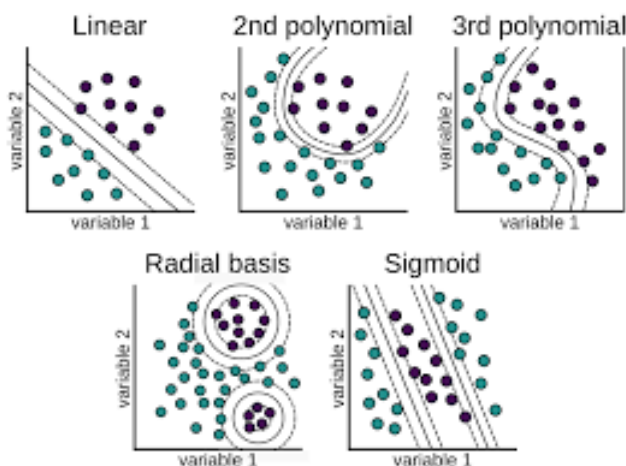 Linear
2nd polynomial
3rd polynomial
variable 2
variable 1
variable 2
variable 1
variable 2
variable 1
Radial basis
Sigmoid
variable 2
variable 1
variable 2
variable 1